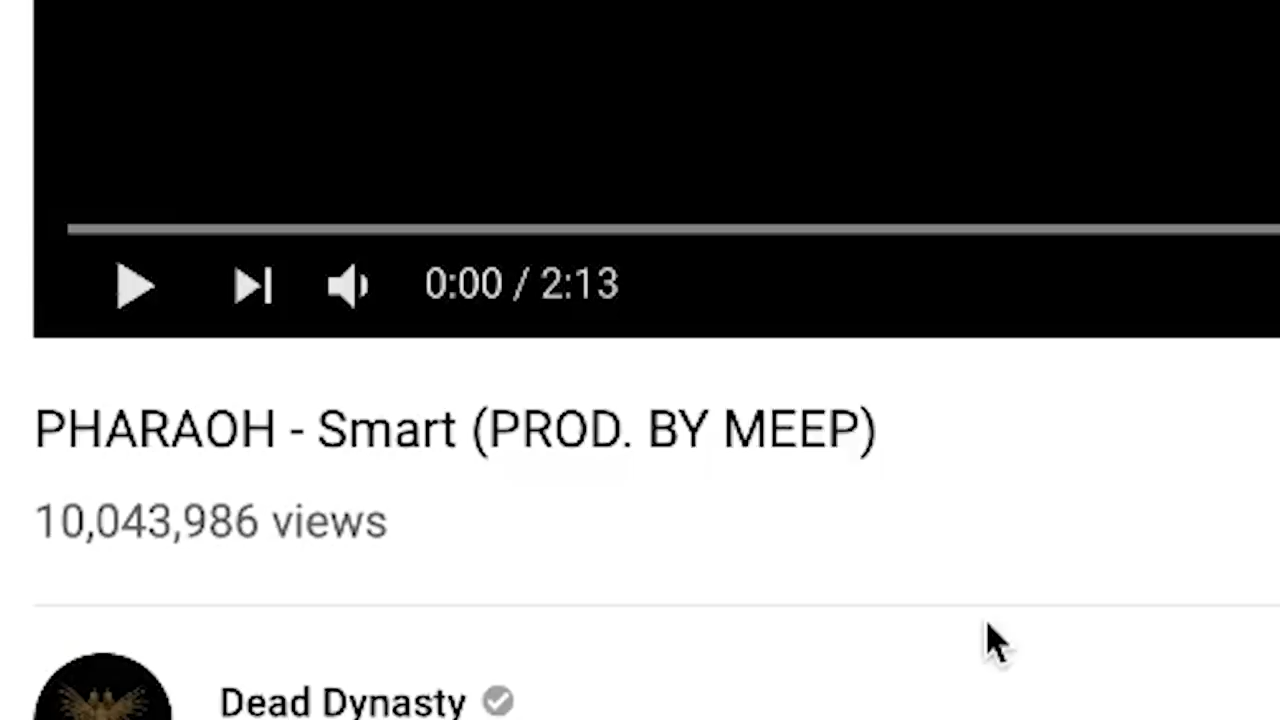 0:00 / 2:13
PHARAOH - Smart (PROD. BY MEEP)
10,043,986 views
Dead Dynasty